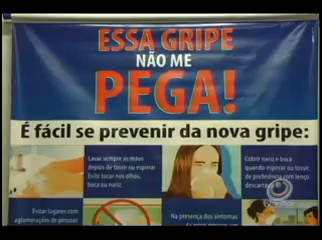 ESSA GRIPE
NÃO ME
PEGA!
É fácil se prevenir da nova gripe:
Lavar sempre as mãos
depois de tossir ou espirrar
Evite tocar nos olhos,
boca ou nariz.
Cobrir nariz e boca
quando espirrar ou tossir,
de preferência com lenço
descartável
Evitar lugares com
aglomerações de pessoas
Na presença dos sintomas